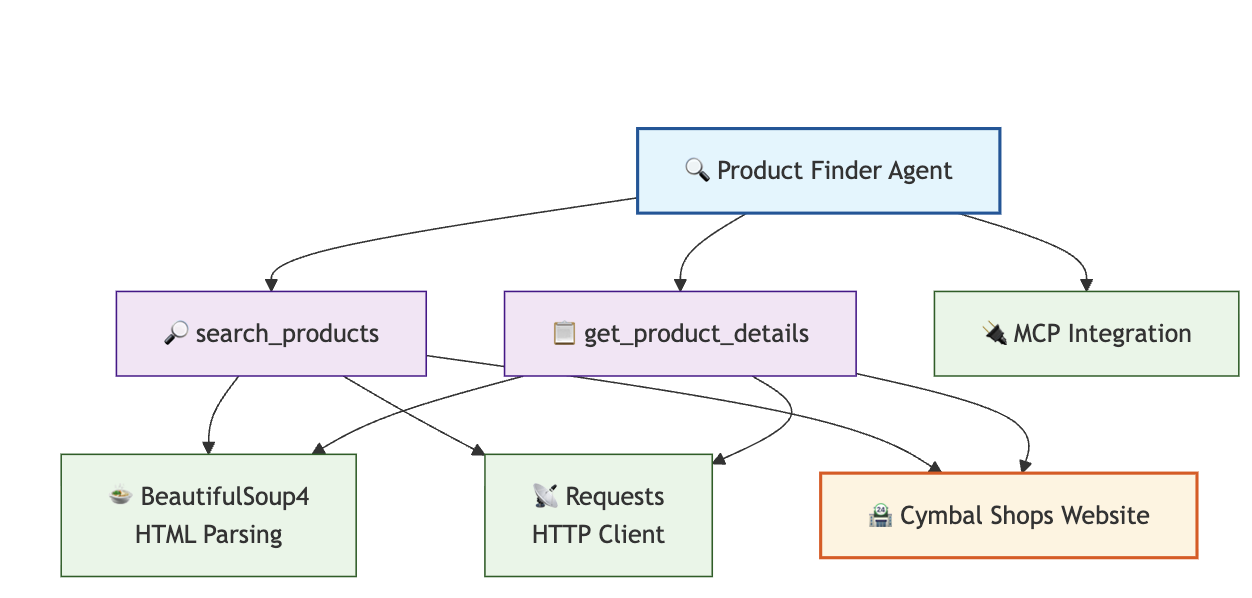 Product Finder Agent
search_products
get_product_details
MCP Integration
BeautifulSoup4
HTML Parsing
Requests
HTTP Client
Cymbal Shops Website